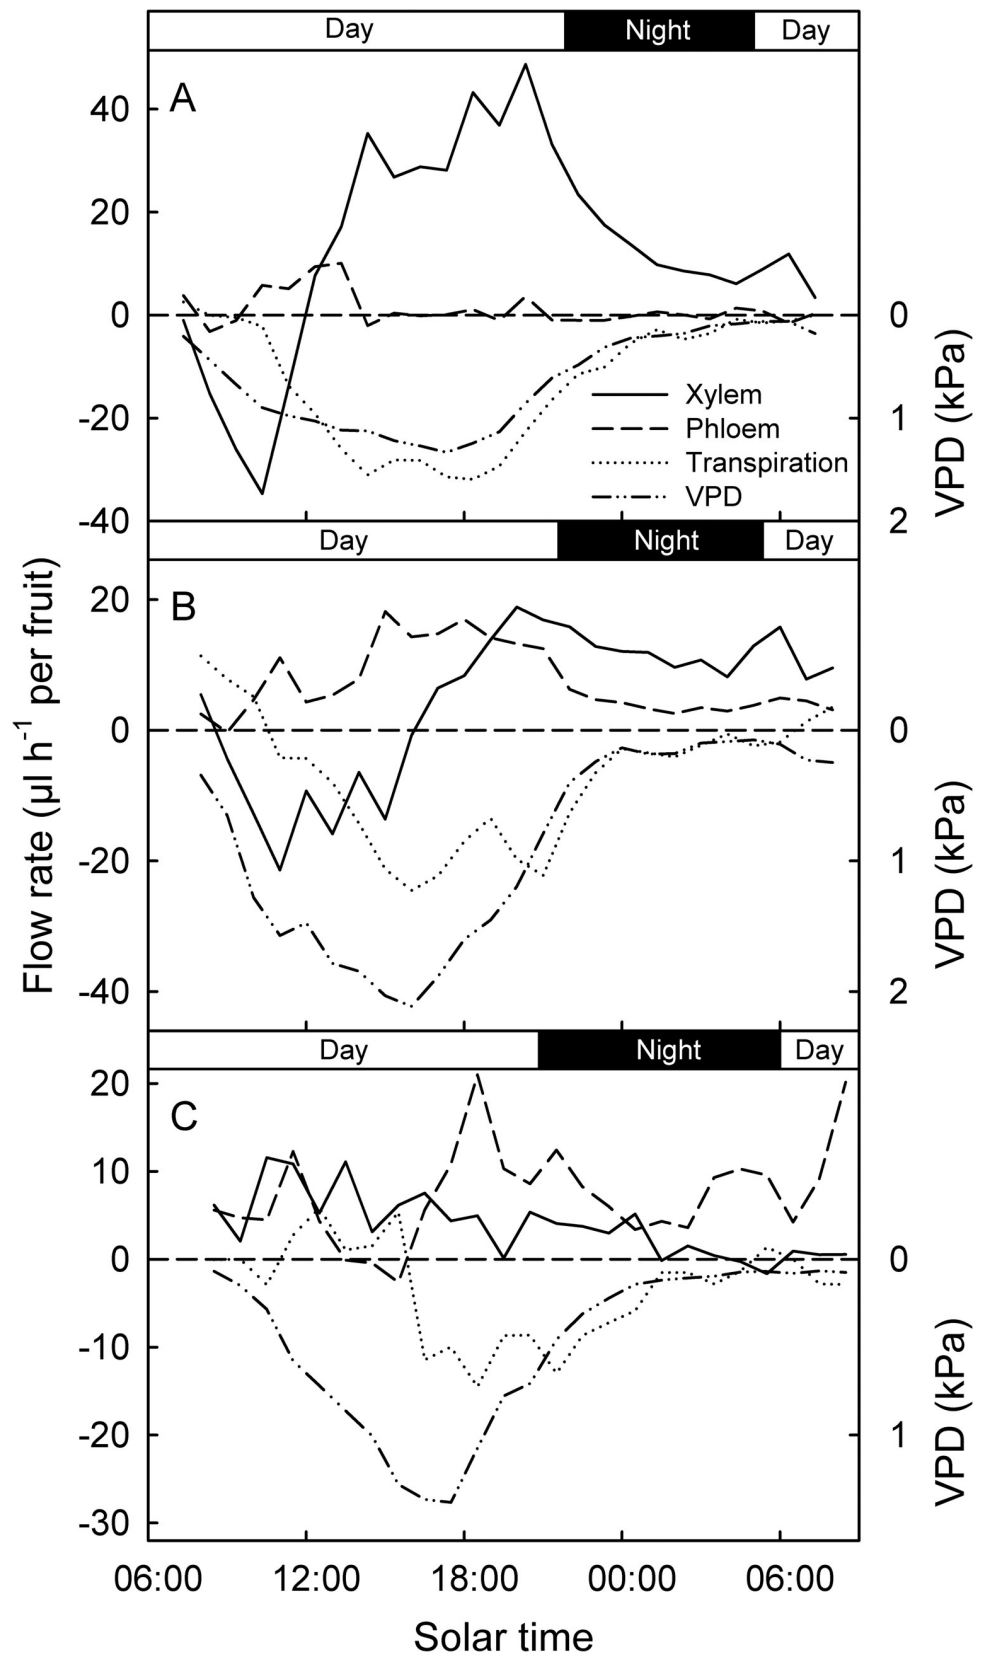 Day Night Day
A
40
20
0 0
-20 1
-40 2
VPD (kPa)
Xylem
Phloem
Transpiration
VPD
Day Night Day
B
20
0 0
-20 1
-40 2
VPD (kPa)
Flow rate (µl h⁻¹ per fruit)
Day Night Day
C
20
10
0 0
-10
-20 1
-30
VPD (kPa)
06:00 12:00 18:00 00:00 06:00
Solar time